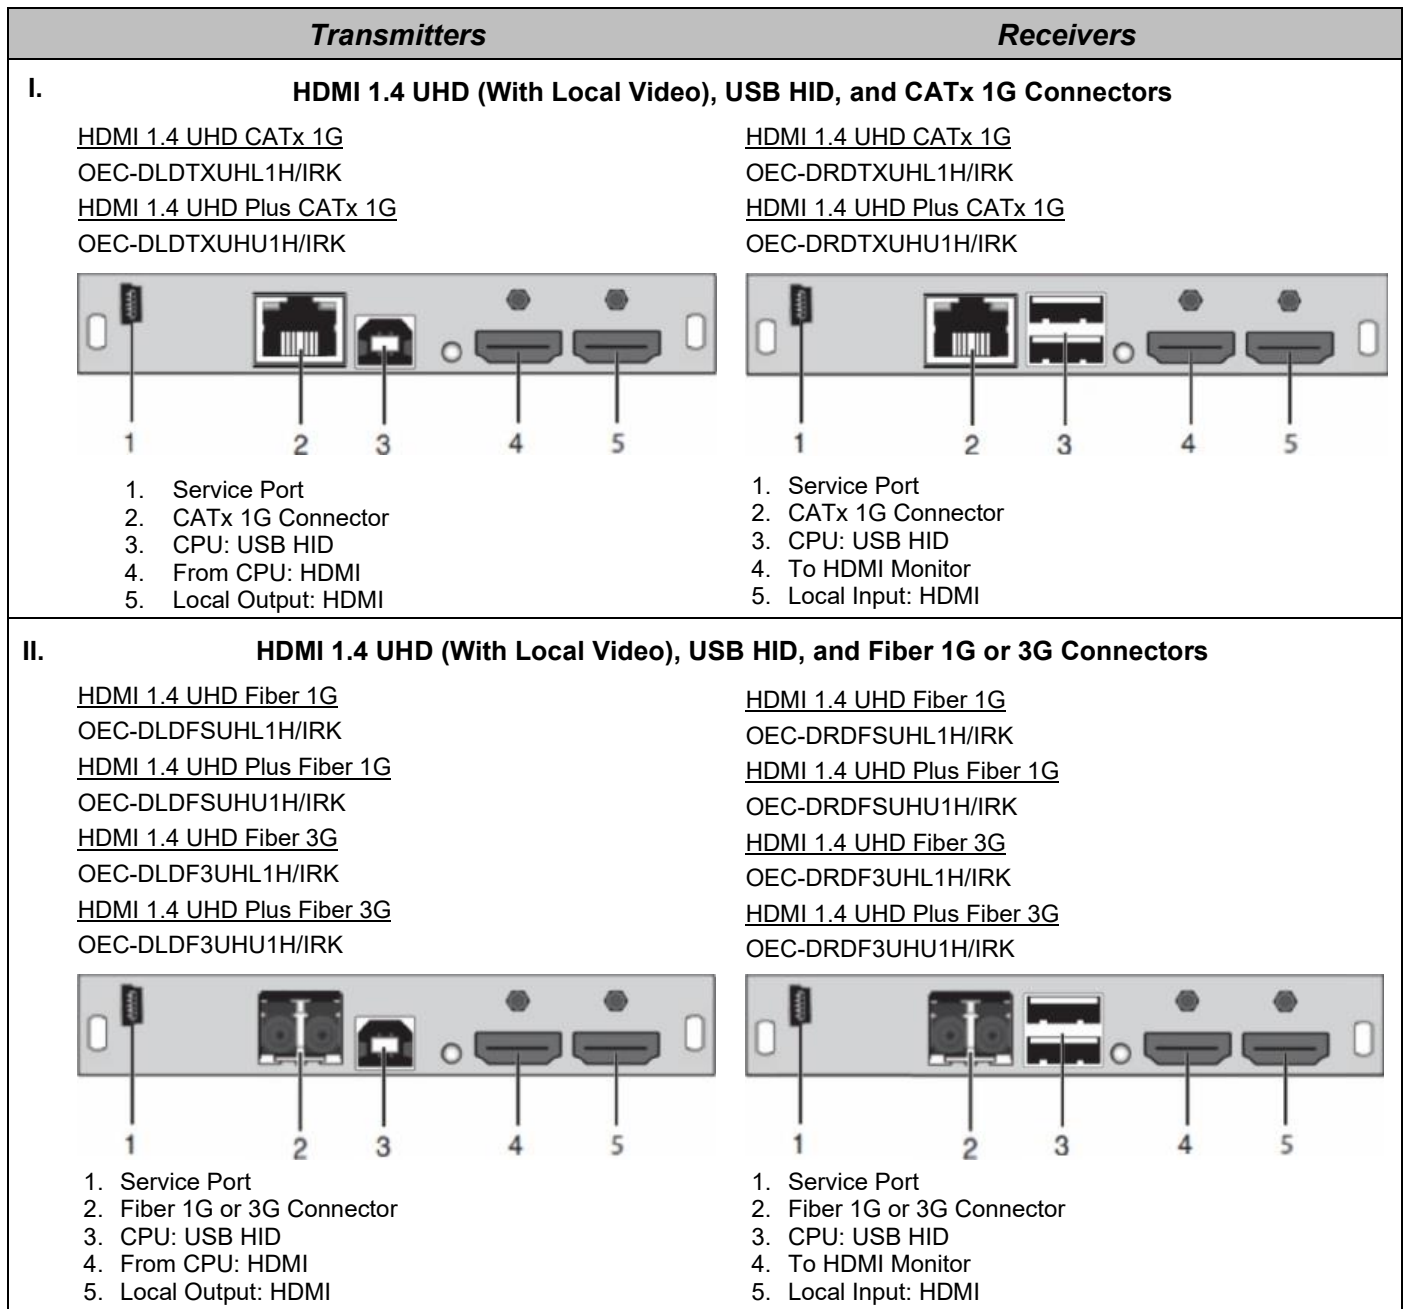 Transmitters
Receivers
I.
HDMI 1.4 UHD (With Local Video), USB HID, and CATx 1G Connectors
HDMI 1.4 UHD CATx 1G
OEC-DLDTXUHL1H/IRK
HDMI 1.4 UHD Plus CATx 1G
OEC-DLDTXUHU1H/IRK
1 2 3 4 5
1. Service Port
2. CATx 1G Connector
3. CPU: USB HID
4. From CPU: HDMI
5. Local Output: HDMI
HDMI 1.4 UHD CATx 1G
OEC-DRDTXUHL1H/IRK
HDMI 1.4 UHD Plus CATx 1G
OEC-DRDTXUHU1H/IRK
1 2 3 4 5
1. Service Port
2. CATx 1G Connector
3. CPU: USB HID
4. To HDMI Monitor
5. Local Input: HDMI
II.
HDMI 1.4 UHD (With Local Video), USB HID, and Fiber 1G or 3G Connectors
HDMI 1.4 UHD Fiber 1G
OEC-DLDFSUHL1H/IRK
HDMI 1.4 UHD Plus Fiber 1G
OEC-DLDFSUHU1H/IRK
HDMI 1.4 UHD Fiber 3G
OEC-DLDF3UHL1H/IRK
HDMI 1.4 UHD Plus Fiber 3G
OEC-DLDF3UHU1H/IRK
1 2 3 4 5
1. Service Port
2. Fiber 1G or 3G Connector
3. CPU: USB HID
4. From CPU: HDMI
5. Local Output: HDMI
HDMI 1.4 UHD Fiber 1G
OEC-DRDFSUHL1H/IRK
HDMI 1.4 UHD Plus Fiber 1G
OEC-DRDFSUHU1H/IRK
HDMI 1.4 UHD Fiber 3G
OEC-DRDF3UHL1H/IRK
HDMI 1.4 UHD Plus Fiber 3G
OEC-DRDF3UHU1H/IRK
1 2 3 4 5
1. Service Port
2. Fiber 1G or 3G Connector
3. CPU: USB HID
4. To HDMI Monitor
5. Local Input: HDMI